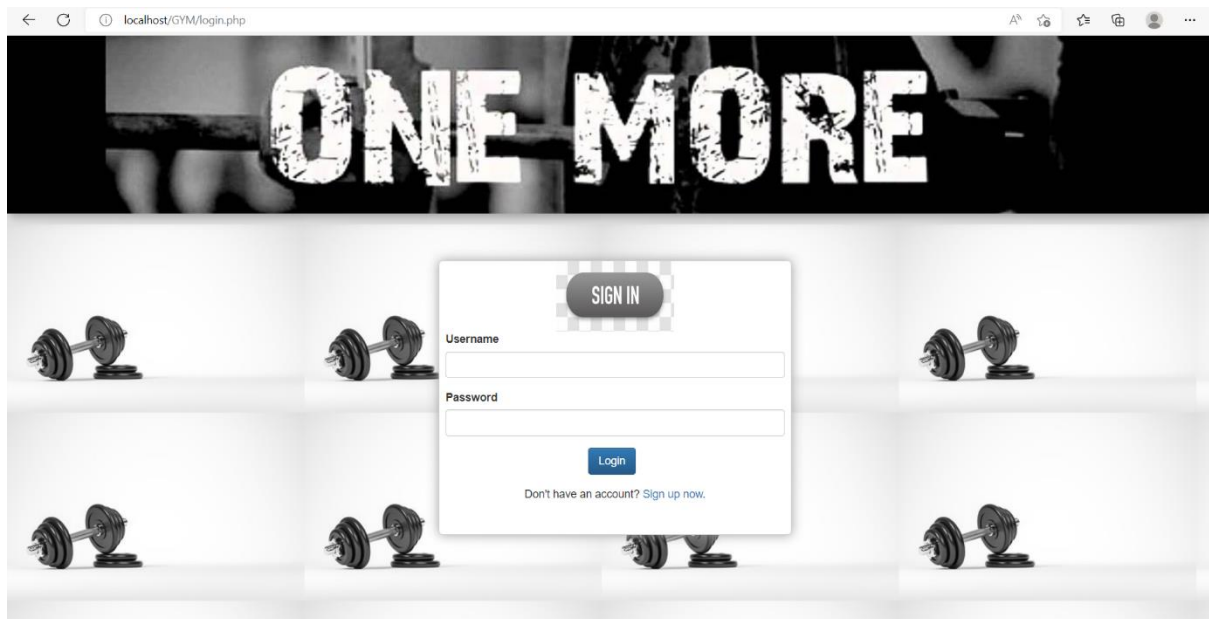 localhost/GYM/login.php
ONE MORE
SIGN IN
Username
Password
Login
Don't have an account? Sign up now.